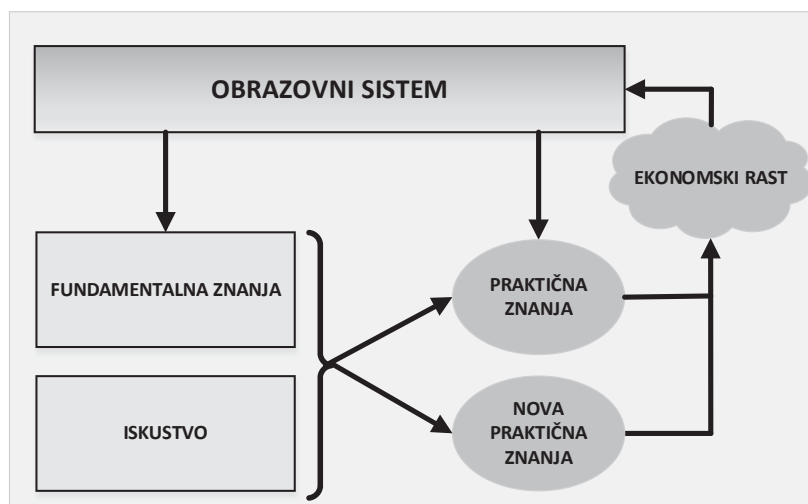 OBRAZOVNI SISTEM
EKONOMSKI RAST
FUNDAMENTALNA ZNANJA
PRAKTIČNA
ZNANJA
ISKUSTVO
NOVA
PRAKTIČNA
ZNANJA